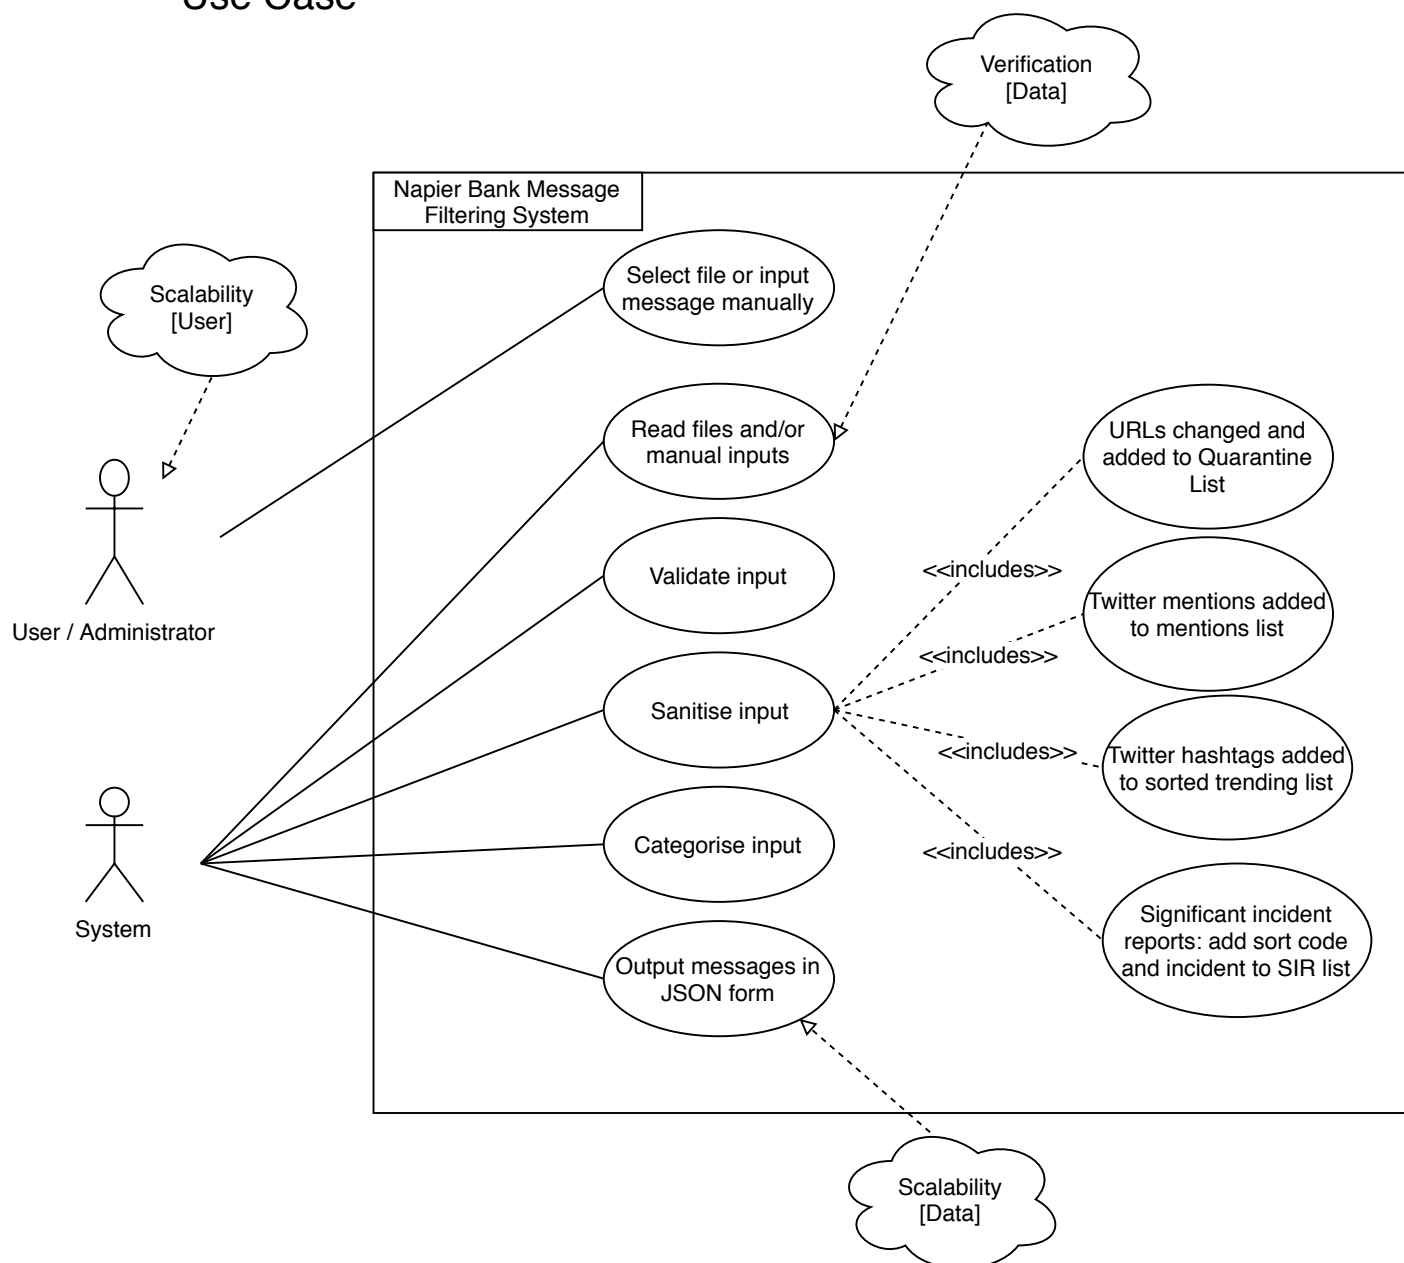 Use Case
Verification
[Data]
Napier Bank Message
Filtering System
Scalability
[User]
Select file or input
message manually
Read files and/or
manual inputs
URLs changed and
added to Quarantine
List
Validate input
<<includes>>
Twitter mentions added
to mentions list
User / Administrator
<<includes>>
Sanitise input
<<includes>>
Twitter hashtags added
to sorted trending list
Categorise input
<<includes>>
System
Significant incident
reports: add sort code
and incident to SIR list
Output messages in
JSON form
Scalability
[Data]